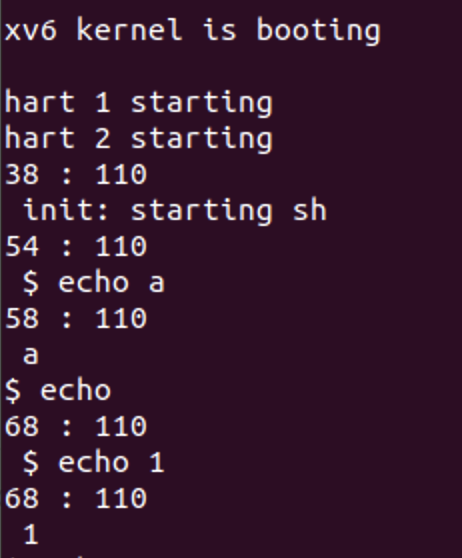 xv6 kernel is booting
hart 1 starting
hart 2 starting
38 : 110
init: starting sh
54 : 110
$ echo a
58 : 110
a
$ echo
68 : 110
$ echo 1
68 : 110
1